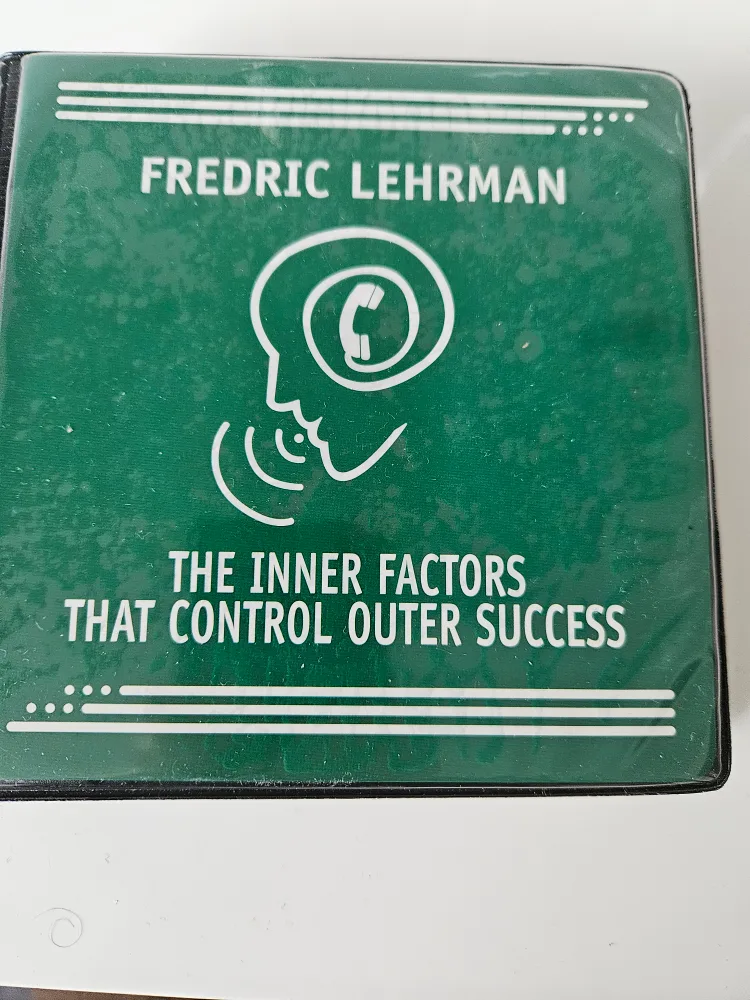 FREDRIC LEHRMAN
THE INNER FACTORS
THAT CONTROL OUTER SUCCESS